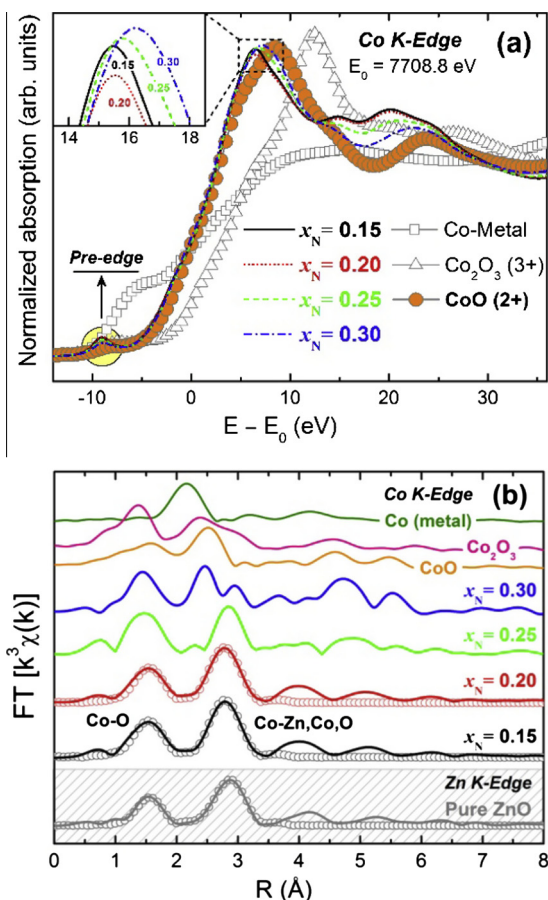 Normalized absorption (arb. units)
0.15
0.30
0.25
0.20
14 16 18
Co K-Edge (a)
E₀ = 7708.8 eV
Pre-edge
xN = 0.15 Co-Metal
xN = 0.20 Co₂O₃ (3+)
xN = 0.25 CoO (2+)
xN = 0.30
-10 0 10 20 30
E – E₀ (eV)
FT [k³χ(k)]
Co K-Edge (b)
Co (metal)
Co₂O₃
CoO
xN = 0.30
xN = 0.25
xN = 0.20
Co-O Co-Zn,Co,O
xN = 0.15
Zn K-Edge
Pure ZnO
0 1 2 3 4 5 6 7 8
R (Å)